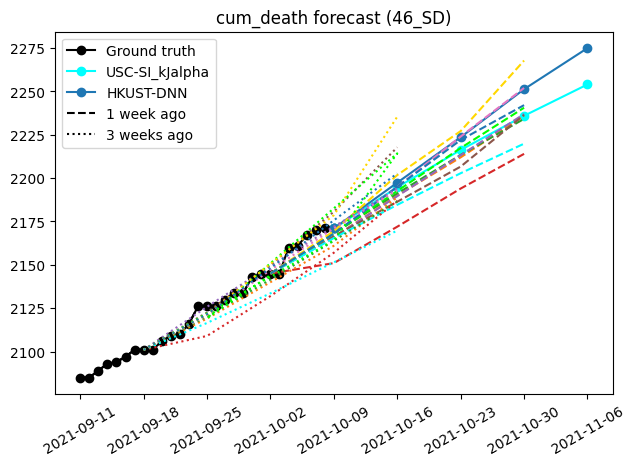 cum_death forecast (46_SD)
Ground truth
USC-SI_kJalpha
HKUST-DNN
1 week ago
3 weeks ago
2275
2250
2225
2200
2175
2150
2125
2100
2021-09-11
2021-09-18
2021-09-25
2021-10-02
2021-10-09
2021-10-16
2021-10-23
2021-10-30
2021-11-06